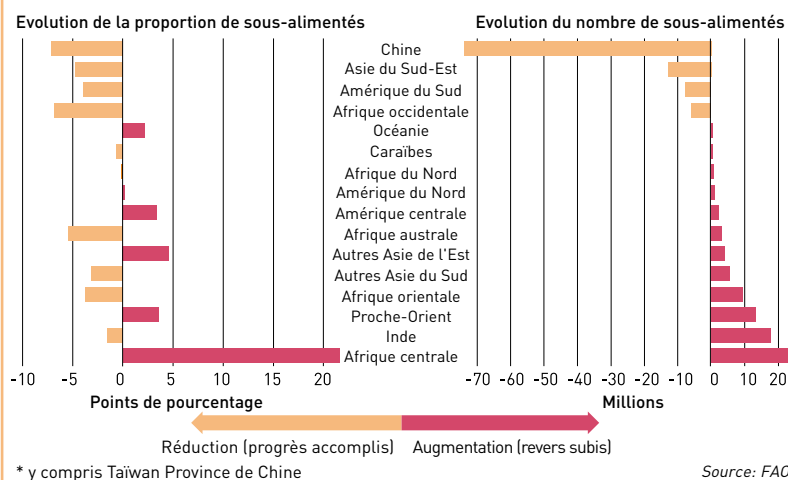 Evolution de la proportion de sous-alimentés
Evolution du nombre de sous-alimentés
Chine
Asie du Sud-Est
Amérique du Sud
Afrique occidentale
Océanie
Caraïbes
Afrique du Nord
Amérique du Nord
Amérique centrale
Afrique australe
Autres Asie de l'Est
Autres Asie du Sud
Afrique orientale
Proche-Orient
Inde
Afrique centrale
-10 -5 0 5 10 15 20
-70 -60 -50 -40 -30 -20 -10 0 10 20
Points de pourcentage
Millions
Réduction (progrès accomplis) Augmentation (revers subis)
* y compris Taïwan Province de Chine
Source: FAO